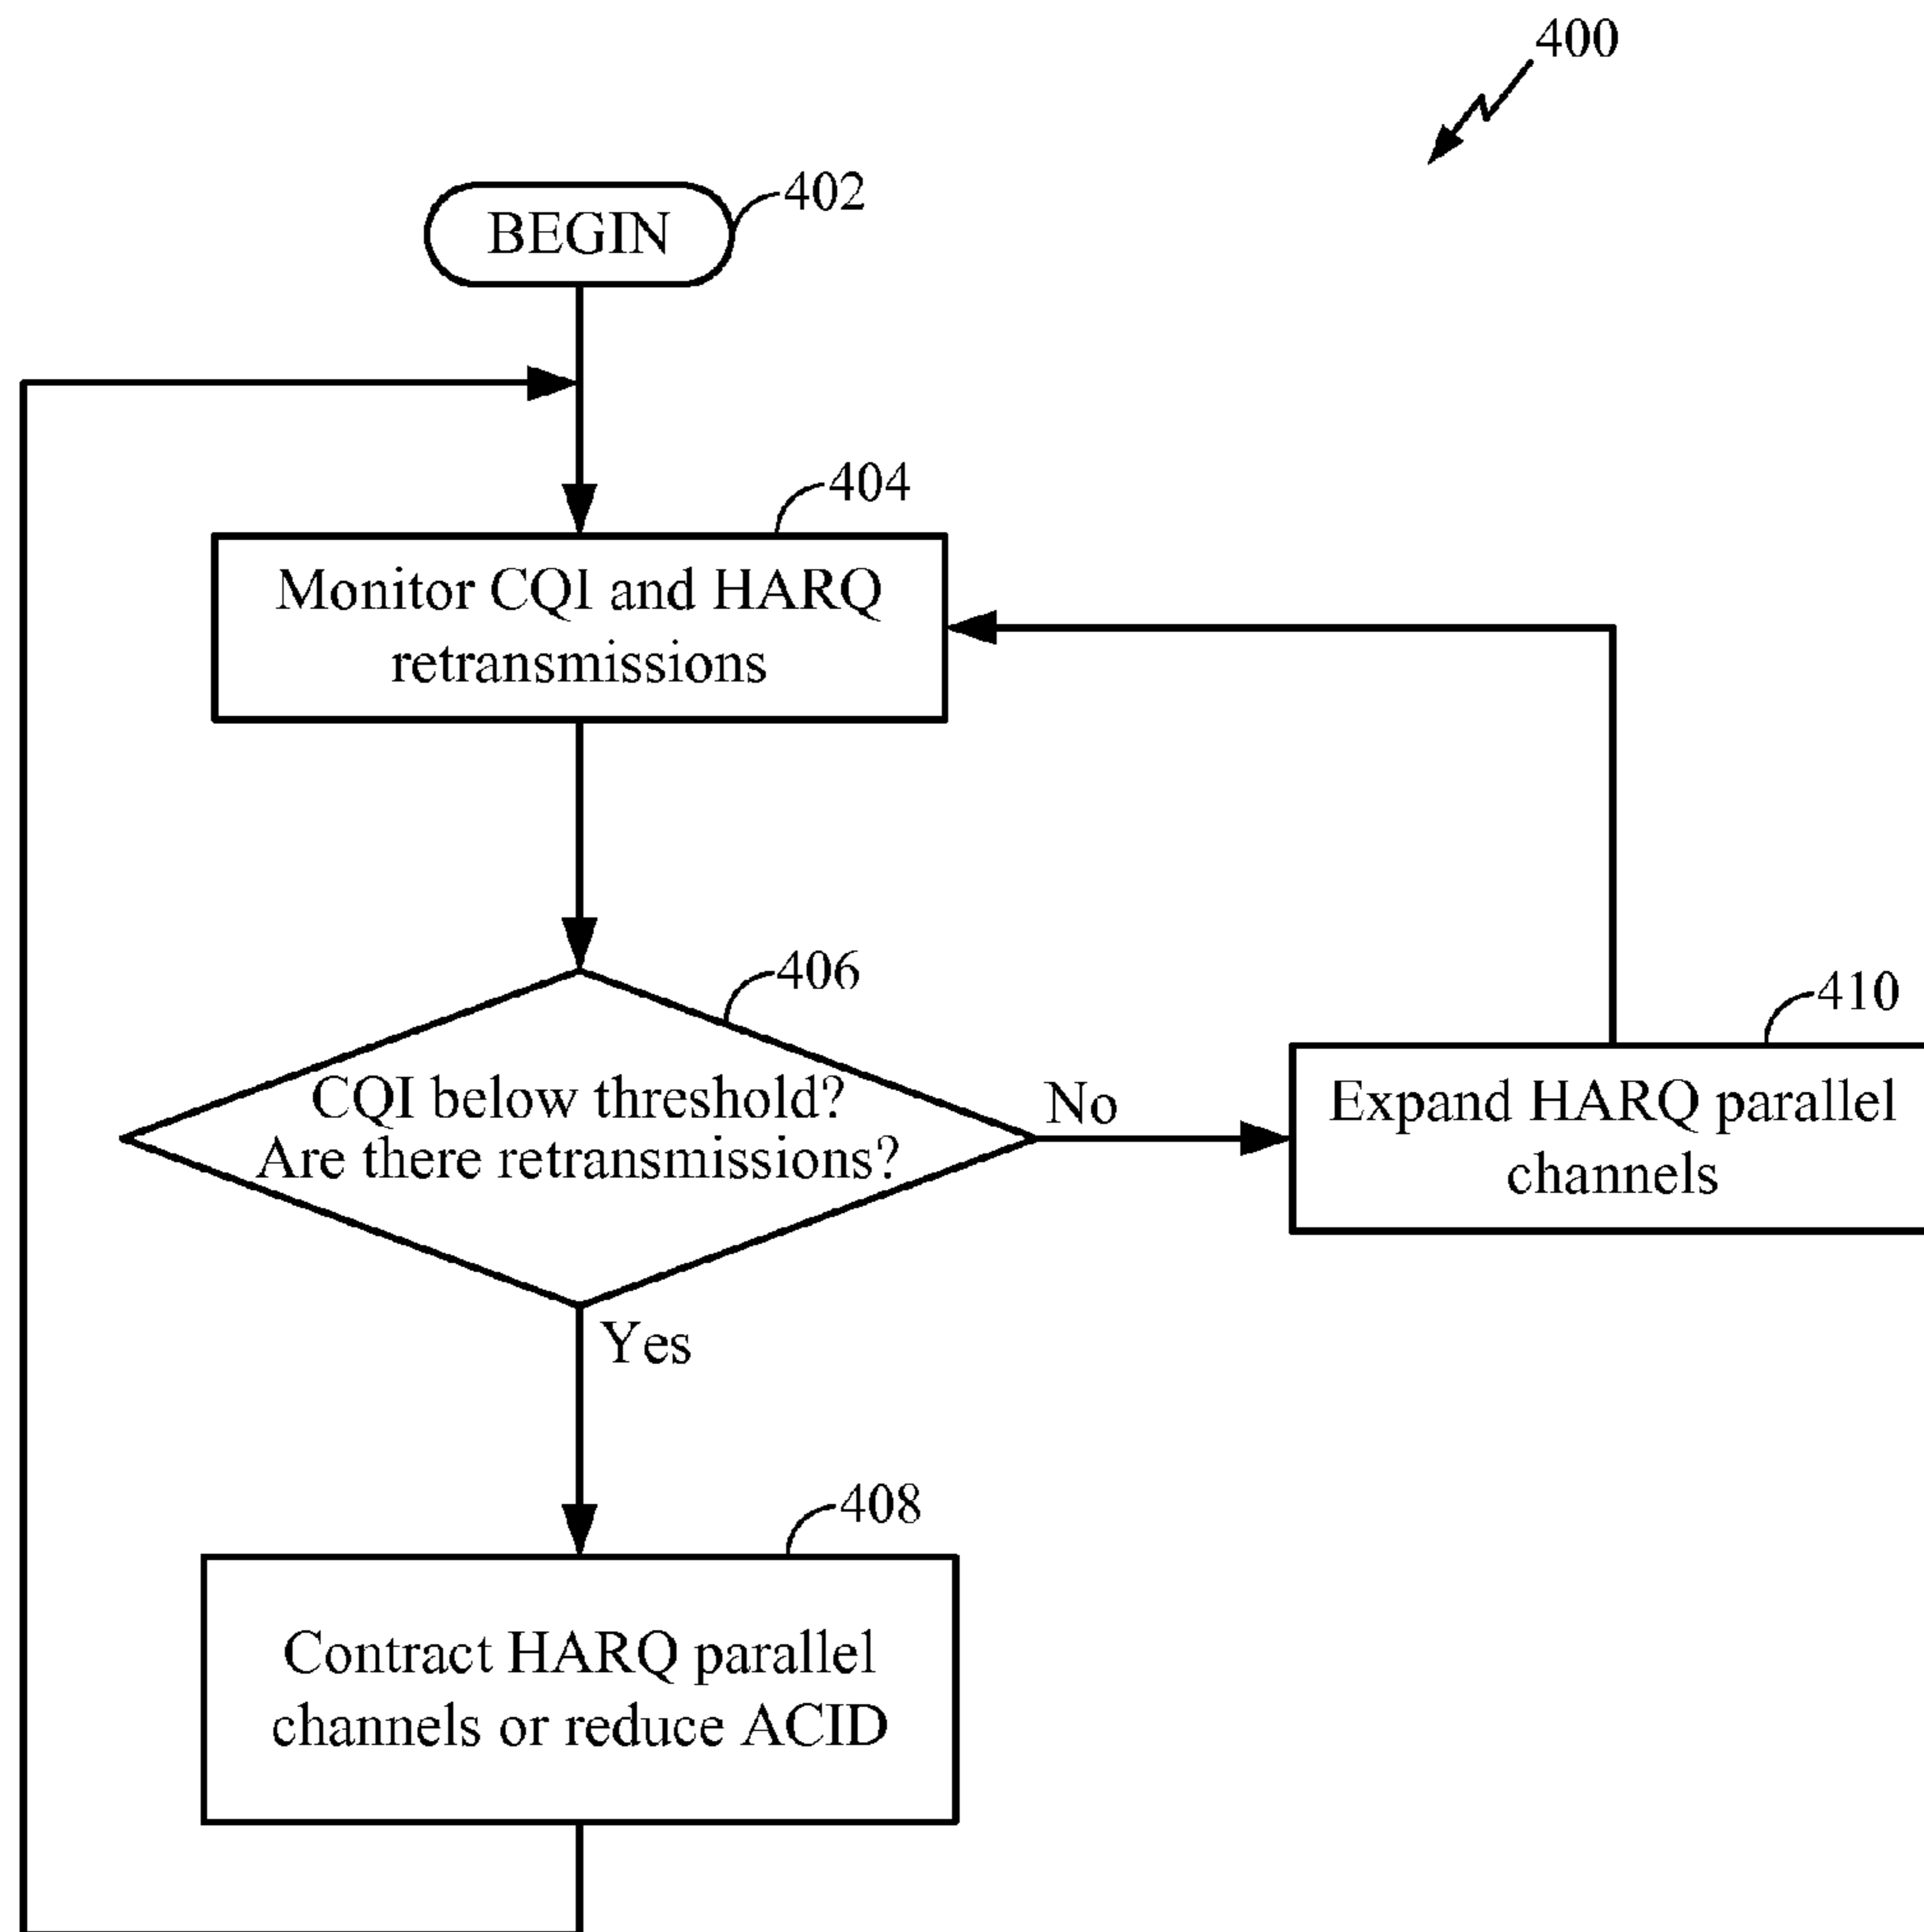 400
BEGIN
402
404
Monitor CQI and HARQ
retransmissions
406
CQI below threshold?
Are there retransmissions?
No
410
Expand HARQ parallel
channels
Yes
408
Contract HARQ parallel
channels or reduce ACID